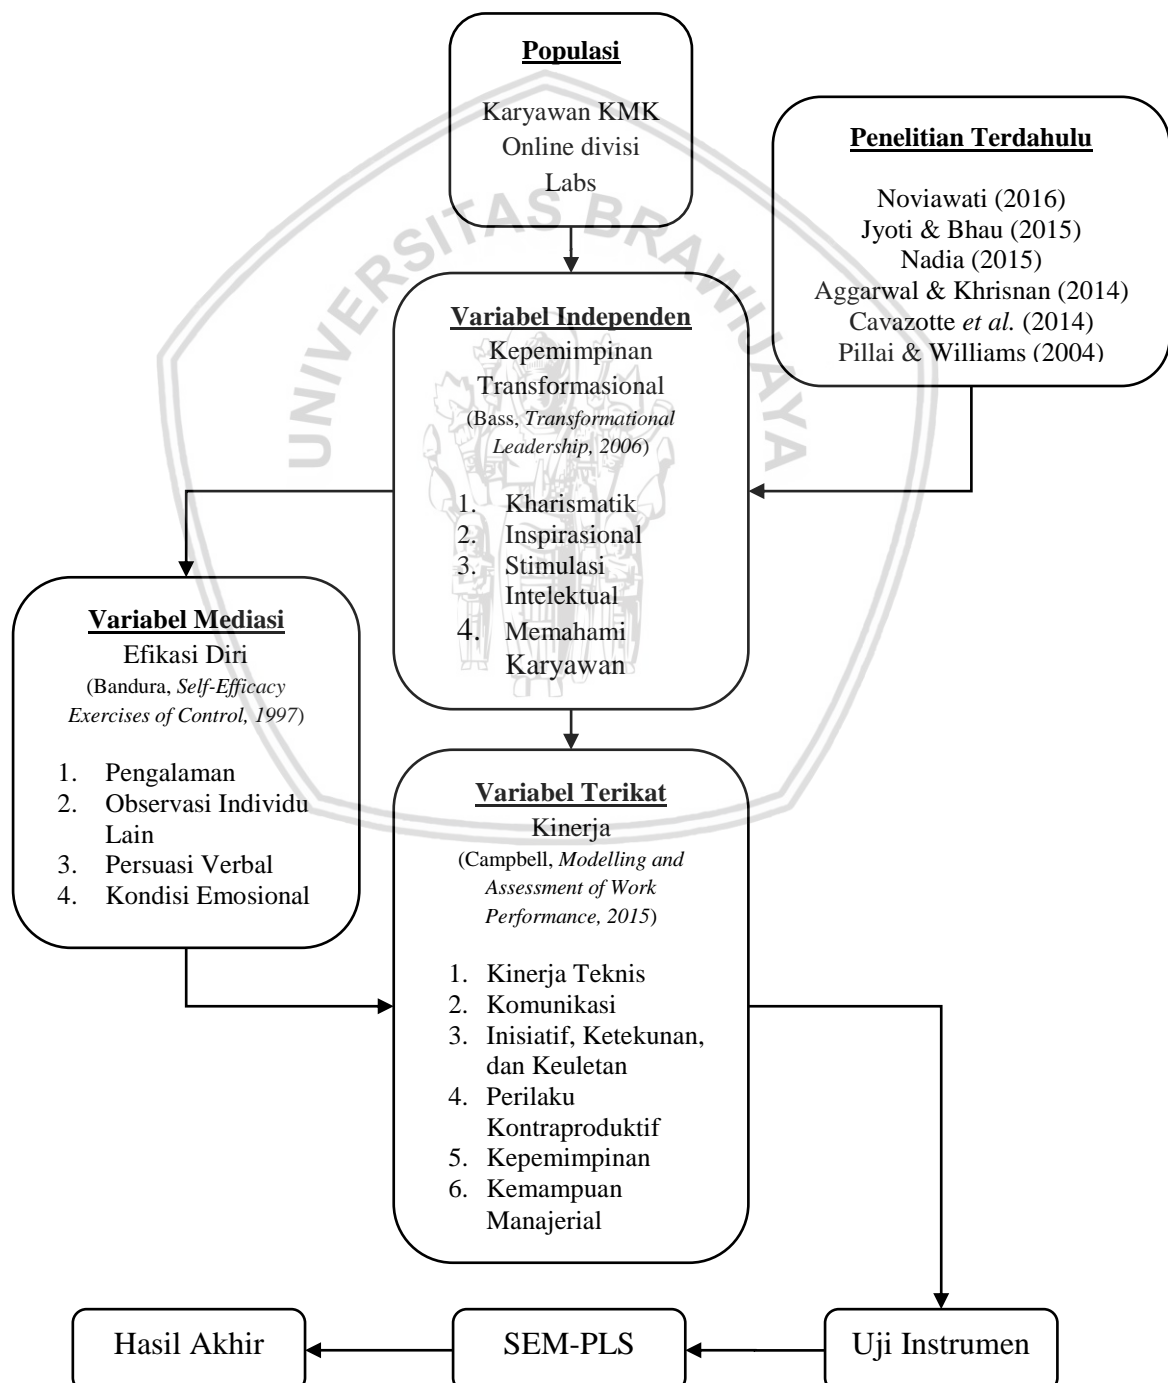 Populasi
Karyawan KMK
Online divisi
Labs
Penelitian Terdahulu
Noviawati (2016)
Jyoti & Bhau (2015)
Nadia (2015)
Aggarwal & Khrisnan (2014)
Cavazotte et al. (2014)
Pillai & Williams (2004)
UNIVERSITAS BRAWIJAYA
Variabel Independen
Kepemimpinan
Transformasional
(Bass, Transformational
Leadership, 2006)
1. Kharismatik
2. Inspirasional
3. Stimulasi
Intelektual
4. Memahami
Karyawan
Variabel Mediasi
Efikasi Diri
(Bandura, Self-Efficacy
Exercises of Control, 1997)
1. Pengalaman
2. Observasi Individu
Lain
3. Persuasi Verbal
4. Kondisi Emosional
Variabel Terikat
Kinerja
(Campbell, Modelling and
Assessment of Work
Performance, 2015)
1. Kinerja Teknis
2. Komunikasi
3. Inisiatif, Ketekunan,
dan Keuletan
4. Perilaku
Kontraproduktif
5. Kepemimpinan
6. Kemampuan
Manajerial
Hasil Akhir
SEM-PLS
Uji Instrumen